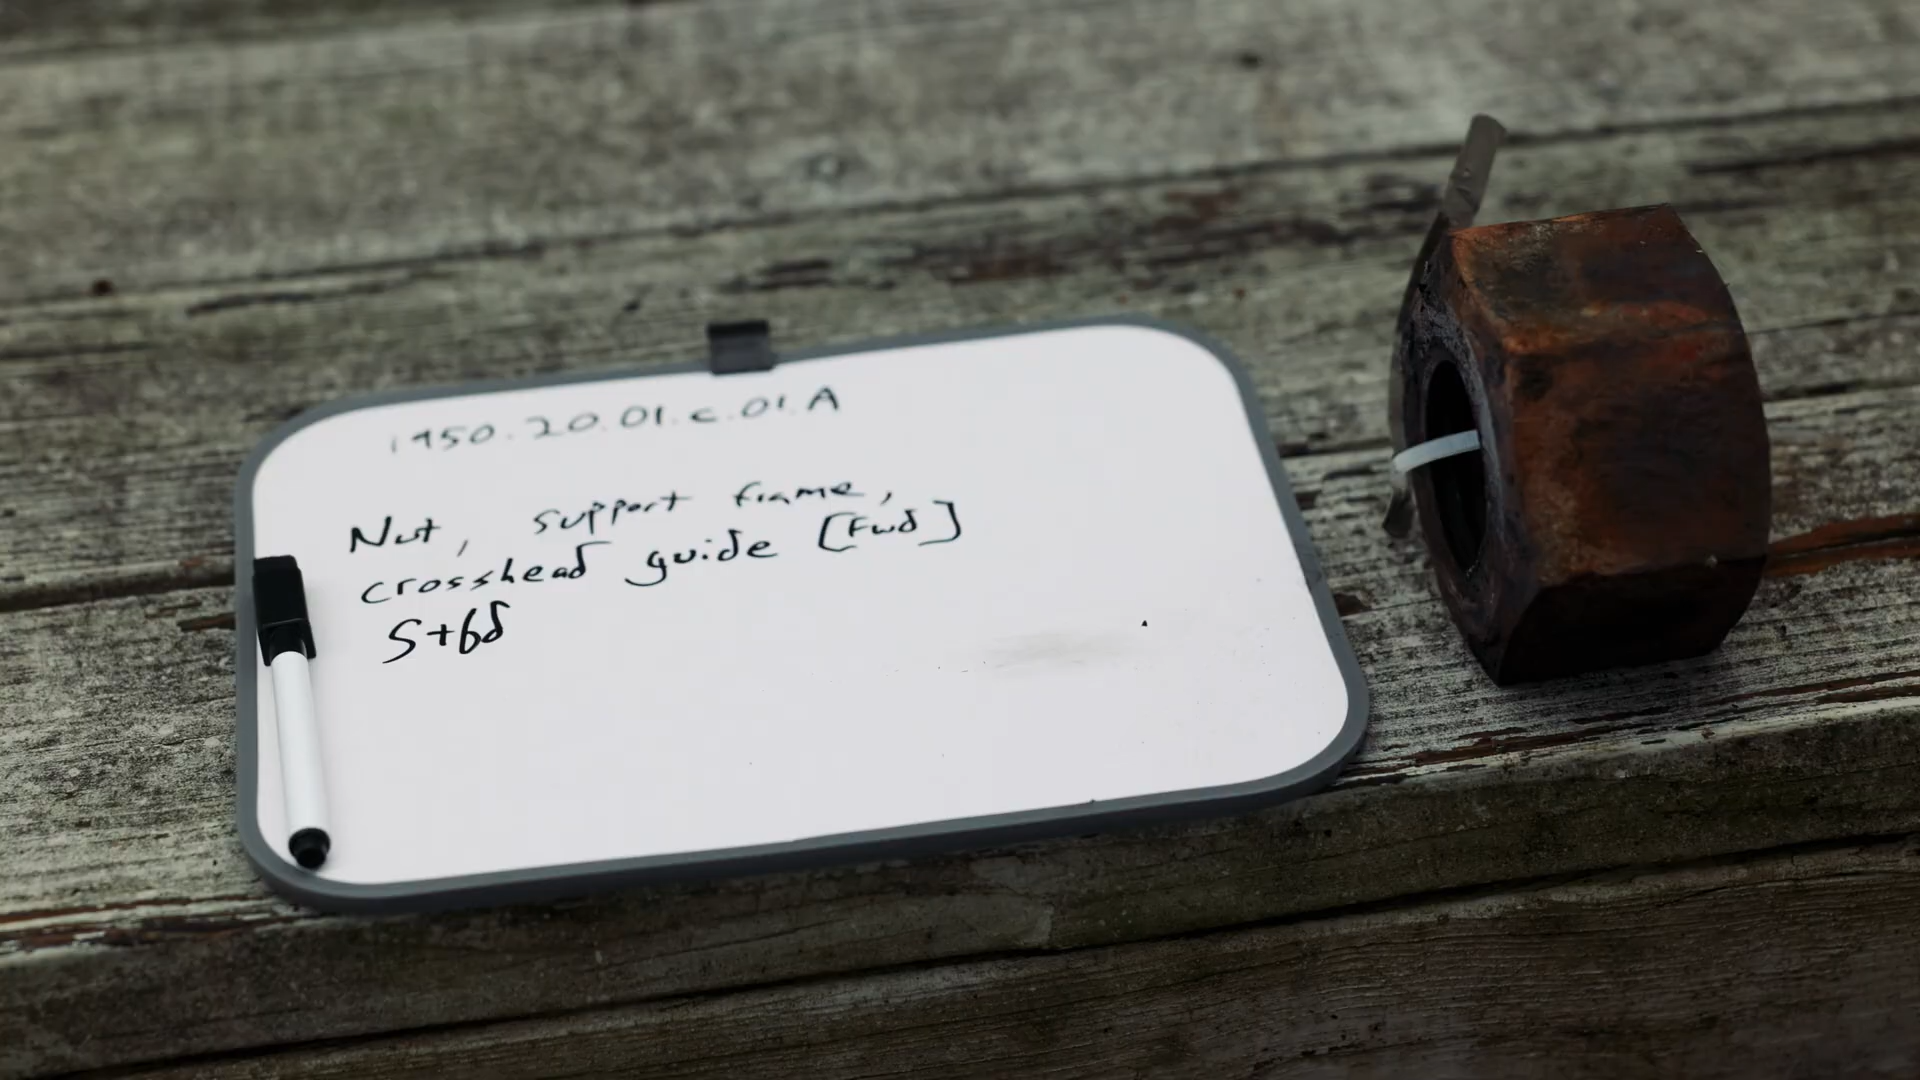 1950.20.01.c.01.A
Nut, support frame,
crosshead guide [Fwd]
Stbd